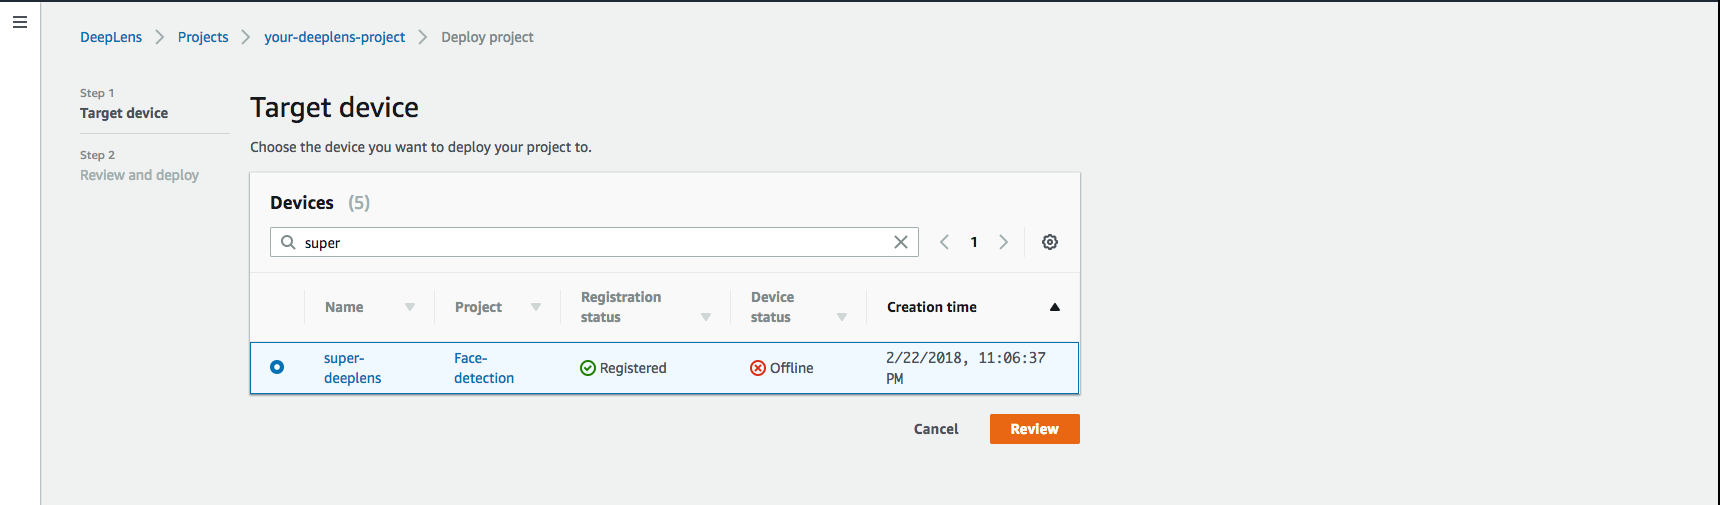 DeepLens Projects your-deeplens-project Deploy project
Step 1
Target device
Step 2
Review and deploy
Target device
Choose the device you want to deploy your project to.
Devices (5)
super
1
Name
Project
Registration
status
Device
status
Creation time
super-
deeplens
Face-
detection
Registered
Offline
2/22/2018, 11:06:37
PM
Cancel
Review